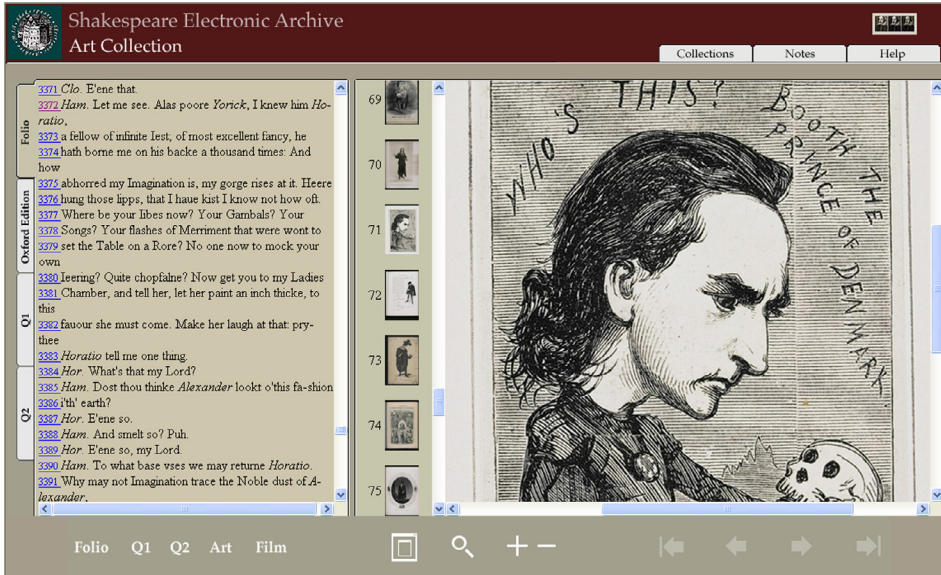 Shakespeare Electronic Archive
Art Collection
Collections
Notes
Help
Folio
Oxford Edition
Q1
Q2
3371 Clo. E'ene that.
3372 Ham. Let me see. Alas poore Yorick, I knew him Ho-
ratio,
3373 a fellow of infinite Iest; of most excellent fancy, he
3374 hath borne me on his backe a thousand times: And
how
3375 abhorred my Imagination is, my gorge rises at it. Heere
3376 hung those lipps, that I haue kist I know not how oft.
3377 Where be your Iibes now? Your Gambals? Your
3378 Songs? Your flashes of Merriment that were wont to
3379 set the Table on a Rore? No one now to mock your
own
3380 Ieering? Quite chopfalne? Now get you to my Ladies
3381 Chamber, and tell her, let her paint an inch thicke, to
this
3382 fauour she must come. Make her laugh at that: pry-
thee
3383 Horatio tell me one thing.
3384 Hor. What's that my Lord?
3385 Ham. Dost thou thinke Alexander lookt o'this fa-shion
3386 i'th' earth?
3387 Hor. E'ene so.
3388 Ham. And smelt so? Puh.
3389 Hor. E'ene so, my Lord.
3390 Ham. To what base vses we may returne Horatio.
3391 Why may not Imagination trace the Noble dust of A-
lexander,
69
70
71
72
73
74
75
WHO'S THIS?
BOOTH THE
PRINCE OF DENMARK
Folio
Q1
Q2
Art
Film